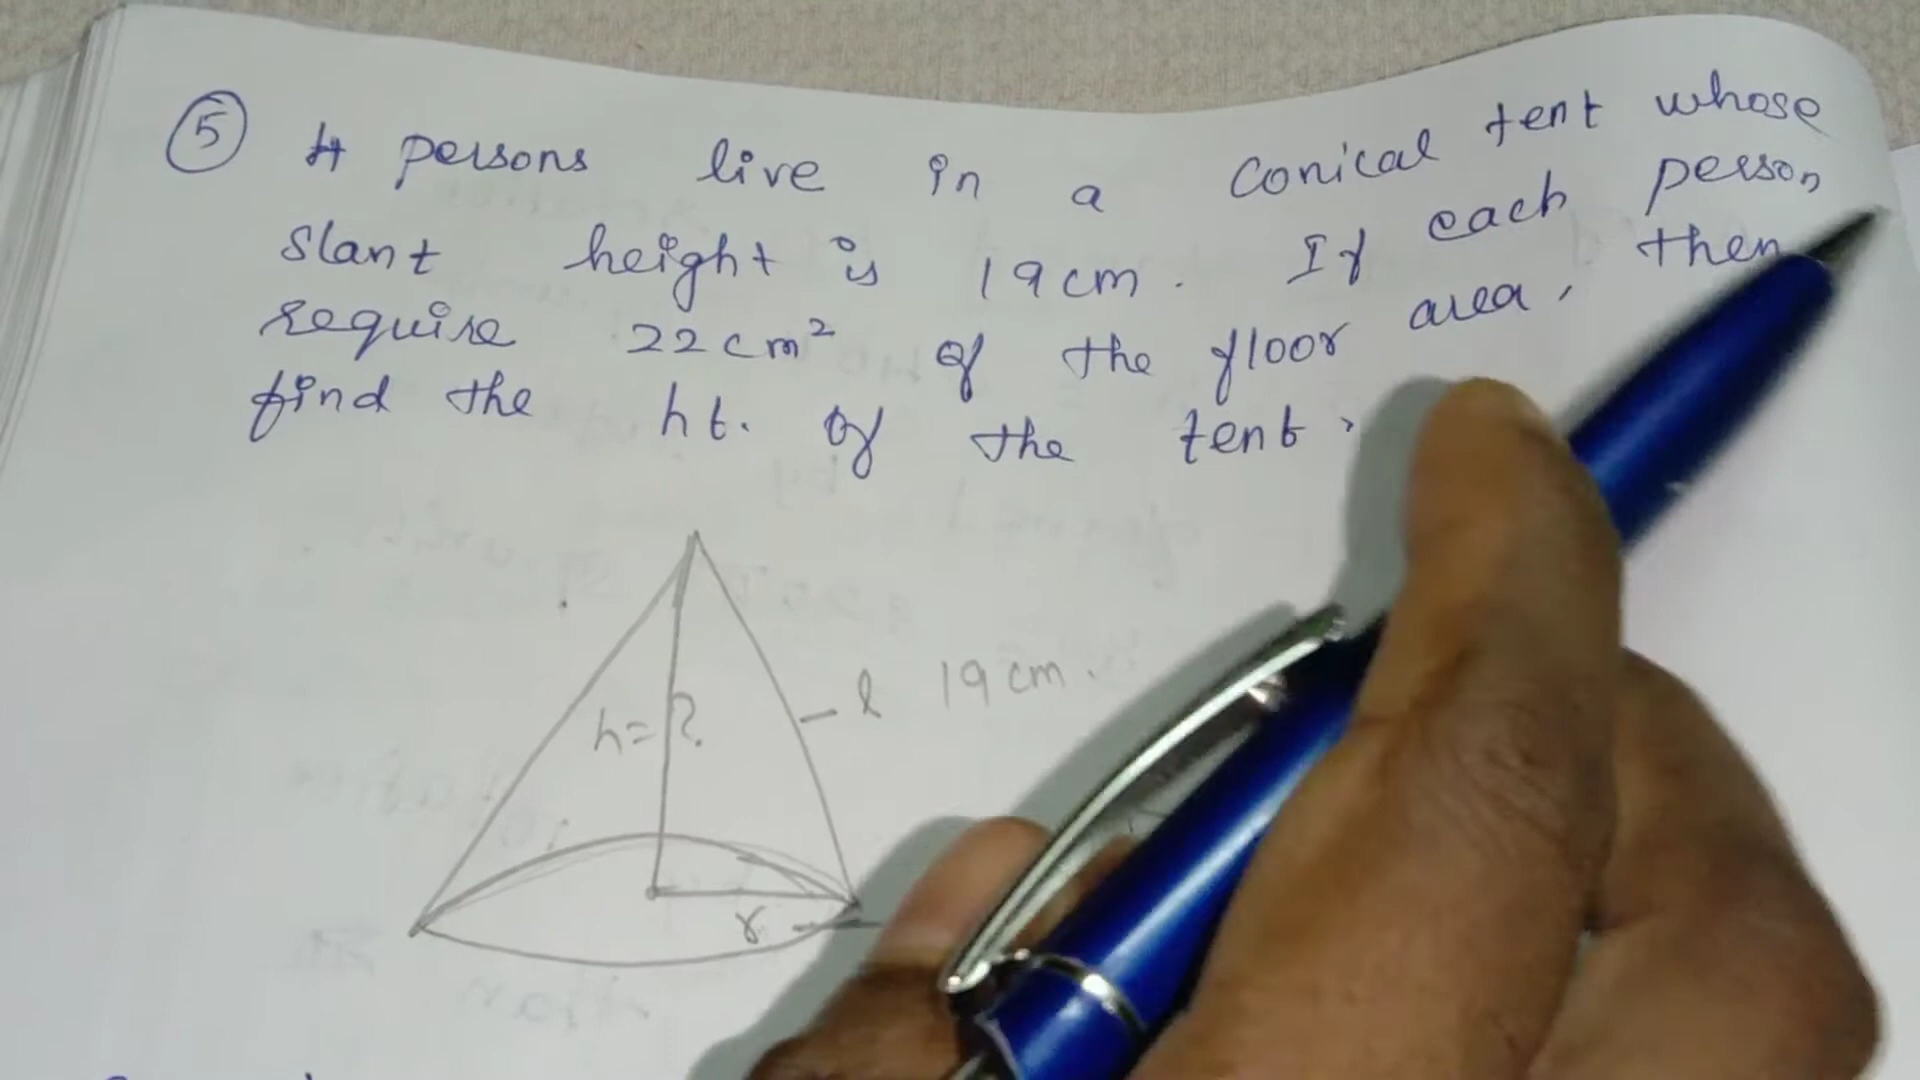 5 4 persons live in a conical tent whose
slant height is 19cm. If each person
require 22cm² of the floor area, then
find the ht. of the tent.
h=?
l 19cm.
r